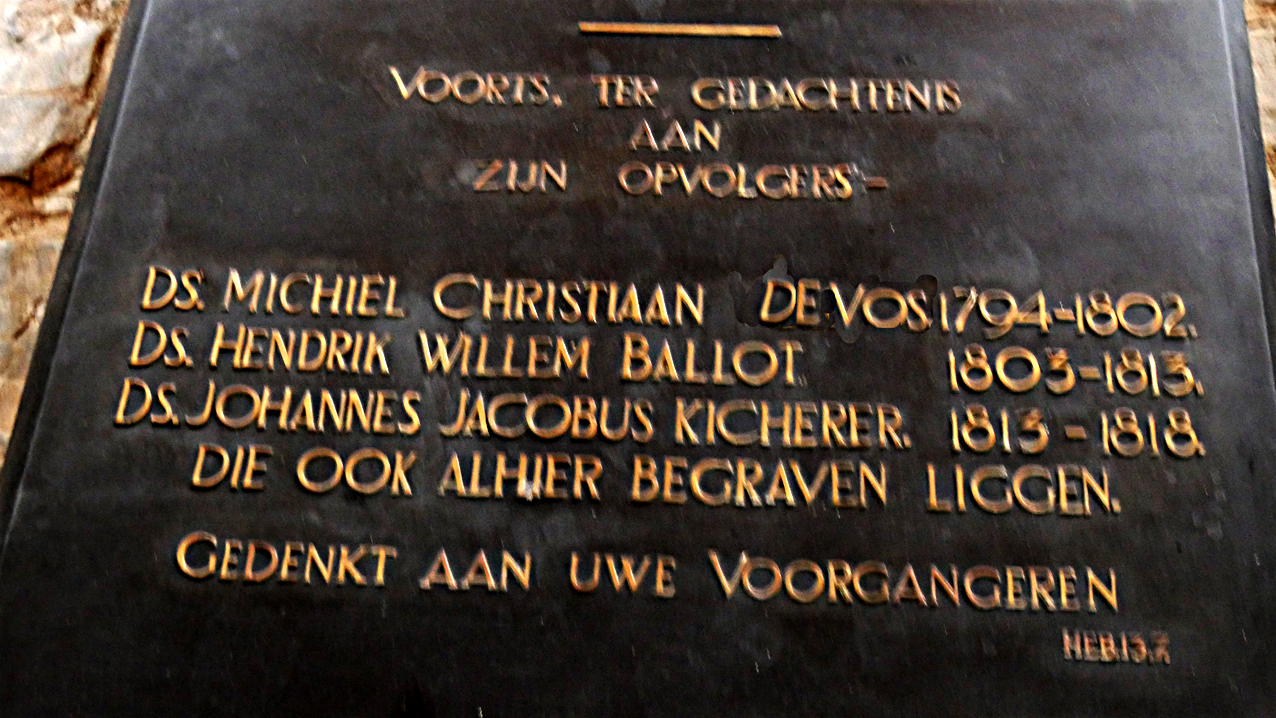 VOORTS. TER GEDACHTENIS
AAN
ZIJN OPVOLGERS-
DS. MICHIEL CHRISTIAAN DE VOS 1794-1802.
DS. HENDRIK WILLEM BALLOT. 1803-1813.
DS. JOHANNES JACOBUS KICHERER. 1813-1818.
DIE OOK ALHIER BEGRAVEN LIGGEN.
GEDENKT AAN UWE VOORGANGEREN
HEB.13.7